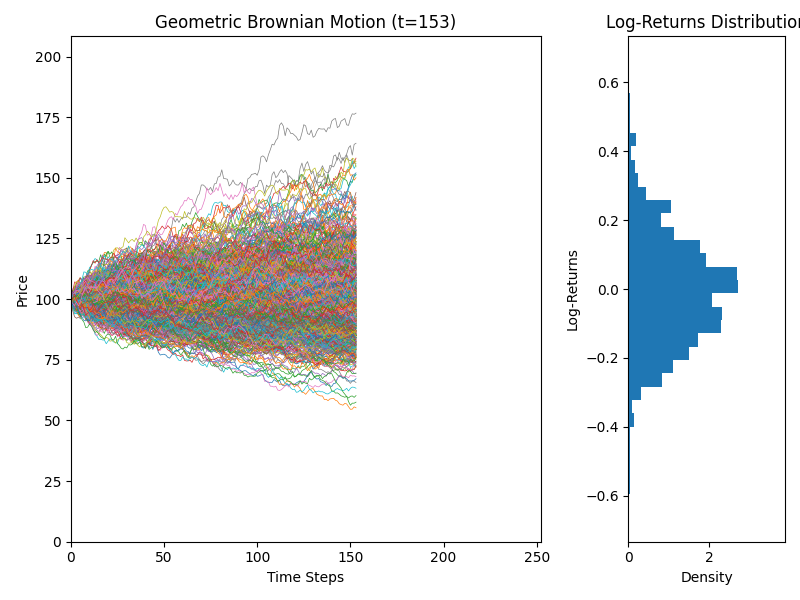 Geometric Brownian Motion (t=153)
Log-Returns Distribution
Price
200
175
150
125
100
75
50
25
0
0 50 100 150 200 250
Time Steps
Log-Returns
0.6
0.4
0.2
0.0
−0.2
−0.4
−0.6
0 2
Density